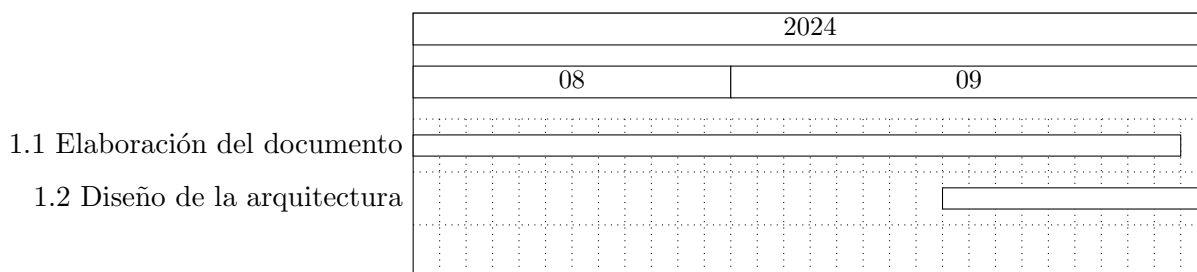 2024
08 09
1.1 Elaboración del documento
1.2 Diseño de la arquitectura